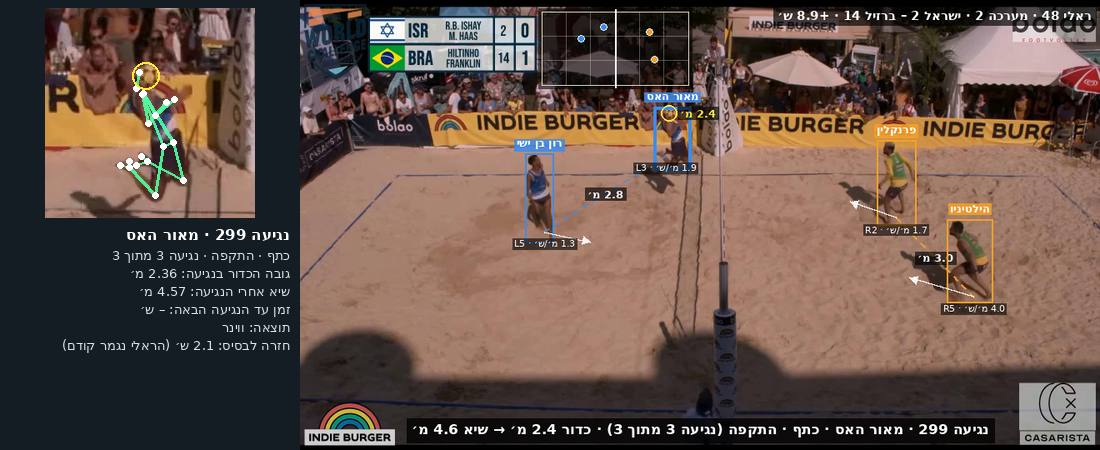 נגיעה 299 · מאור האס
כתף · התקפה · נגיעה 3 מתוך 3
גובה הכדור בנגיעה: 2.36 מ׳
שיא אחרי הנגיעה: 4.57 מ׳
זמן עד הנגיעה הבאה: – ש׳
תוצאה: ווינר
חזרה לבסיס: 2.1 ש׳ (הראלי נגמר קודם)
ראלי 48 · מערכה 2 · ישראל 2 – ברזיל 14 · +8.9 ש׳
ISR R.B. ISHAY M. HAAS 2 0
BRA HILTINHO FRANKLIN 14 1
INDIE BURGER
bolao
FOOTVOLLEY
מאור האס
2.4 מ׳
L3 · 1.9 מ׳/ש׳
רון בן ישי
L5 · 1.3 מ׳/ש׳
2.8 מ׳
פרנקלין
R2 · 1.7 מ׳/ש׳
הילטיניו
3.0 מ׳
R5 · 4.0 מ׳/ש׳
CASARISTA
bolao
INDIE BURGER
INDIE BURGER
נגיעה 299 · מאור האס · כתף · התקפה (נגיעה 3 מתוך 3) · כדור 2.4 מ׳ → שיא 4.6 מ׳
INDIE BURGER
CASARISTA